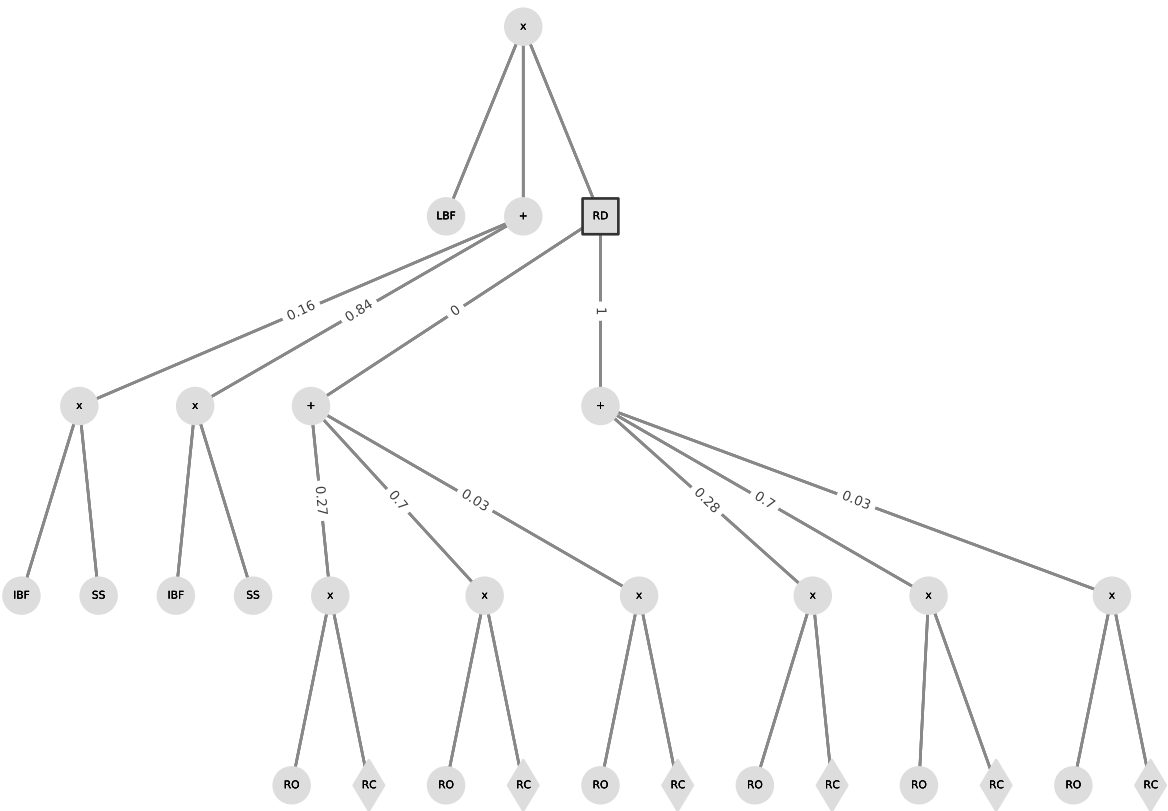 x
LBF + RD
0.16 0.84 0 1
x x + +
0.27 0.7 0.03 0.28 0.7 0.03
IBF SS IBF SS x x x x x x
RO RC RO RC RO RC RO RC RO RC RO RC